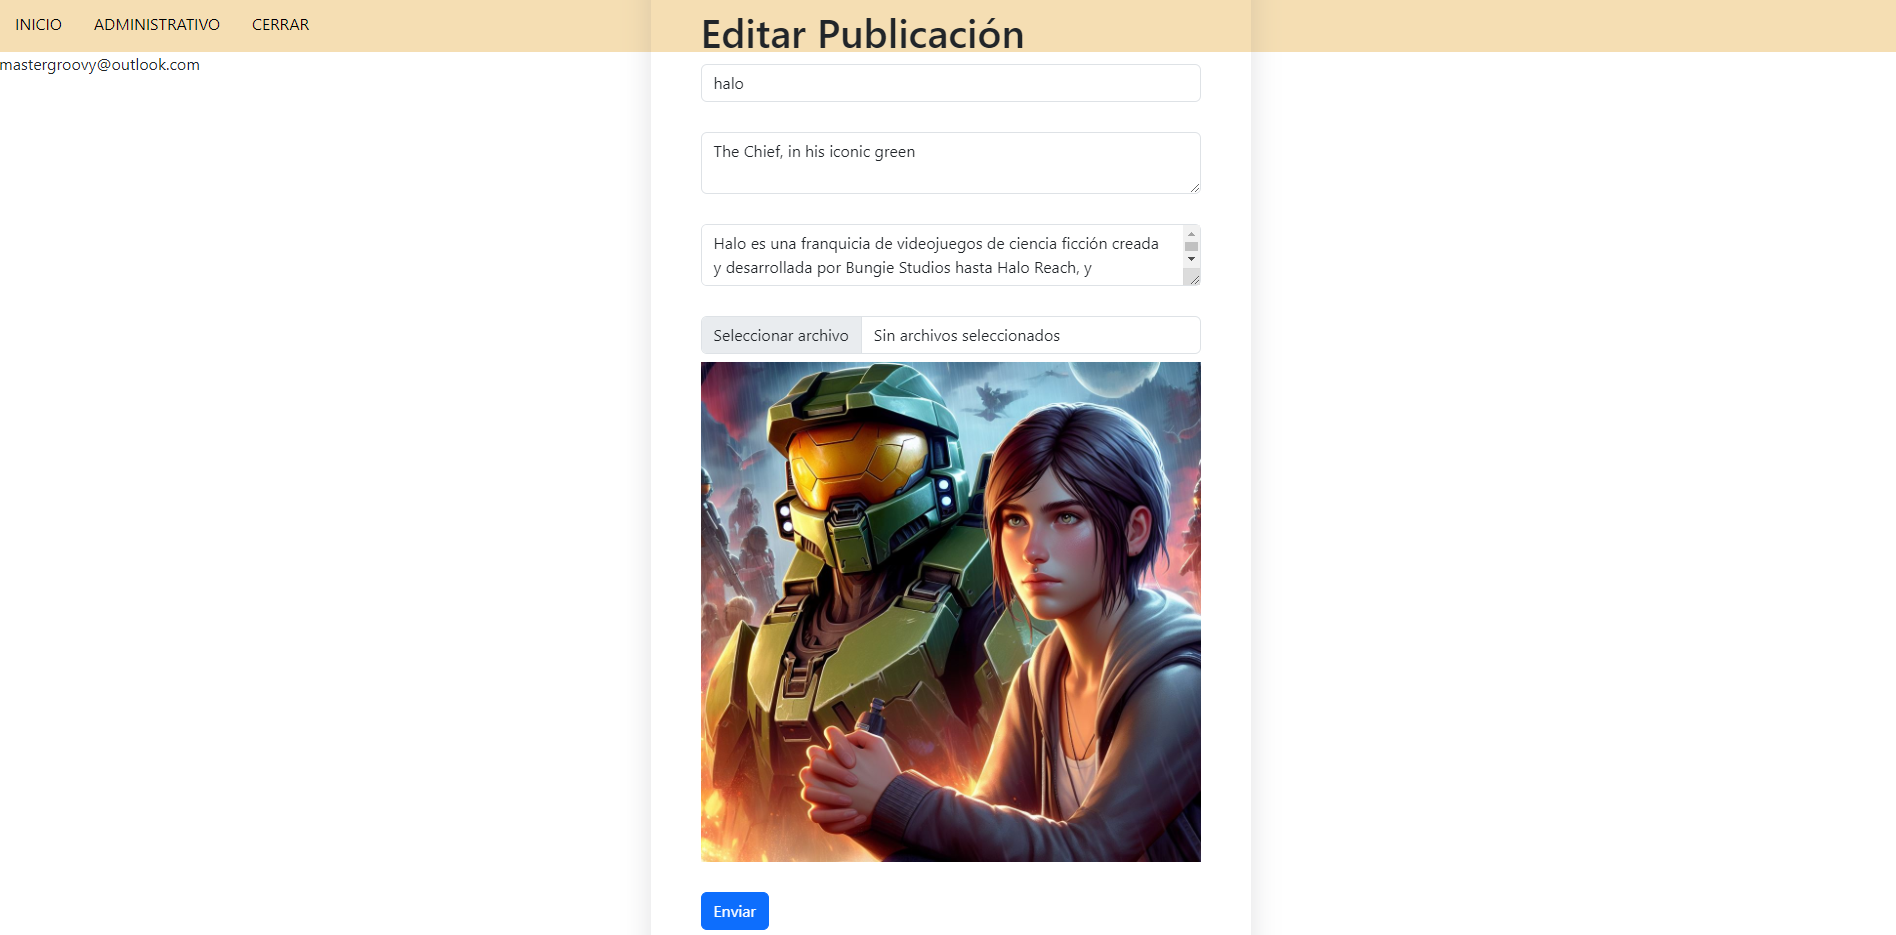 INICIO ADMINISTRATIVO CERRAR
mastergroovy@outlook.com
Editar Publicación
halo
The Chief, in his iconic green
Halo es una franquicia de videojuegos de ciencia ficción creada
y desarrollada por Bungie Studios hasta Halo Reach, y
Seleccionar archivo Sin archivos seleccionados
Enviar